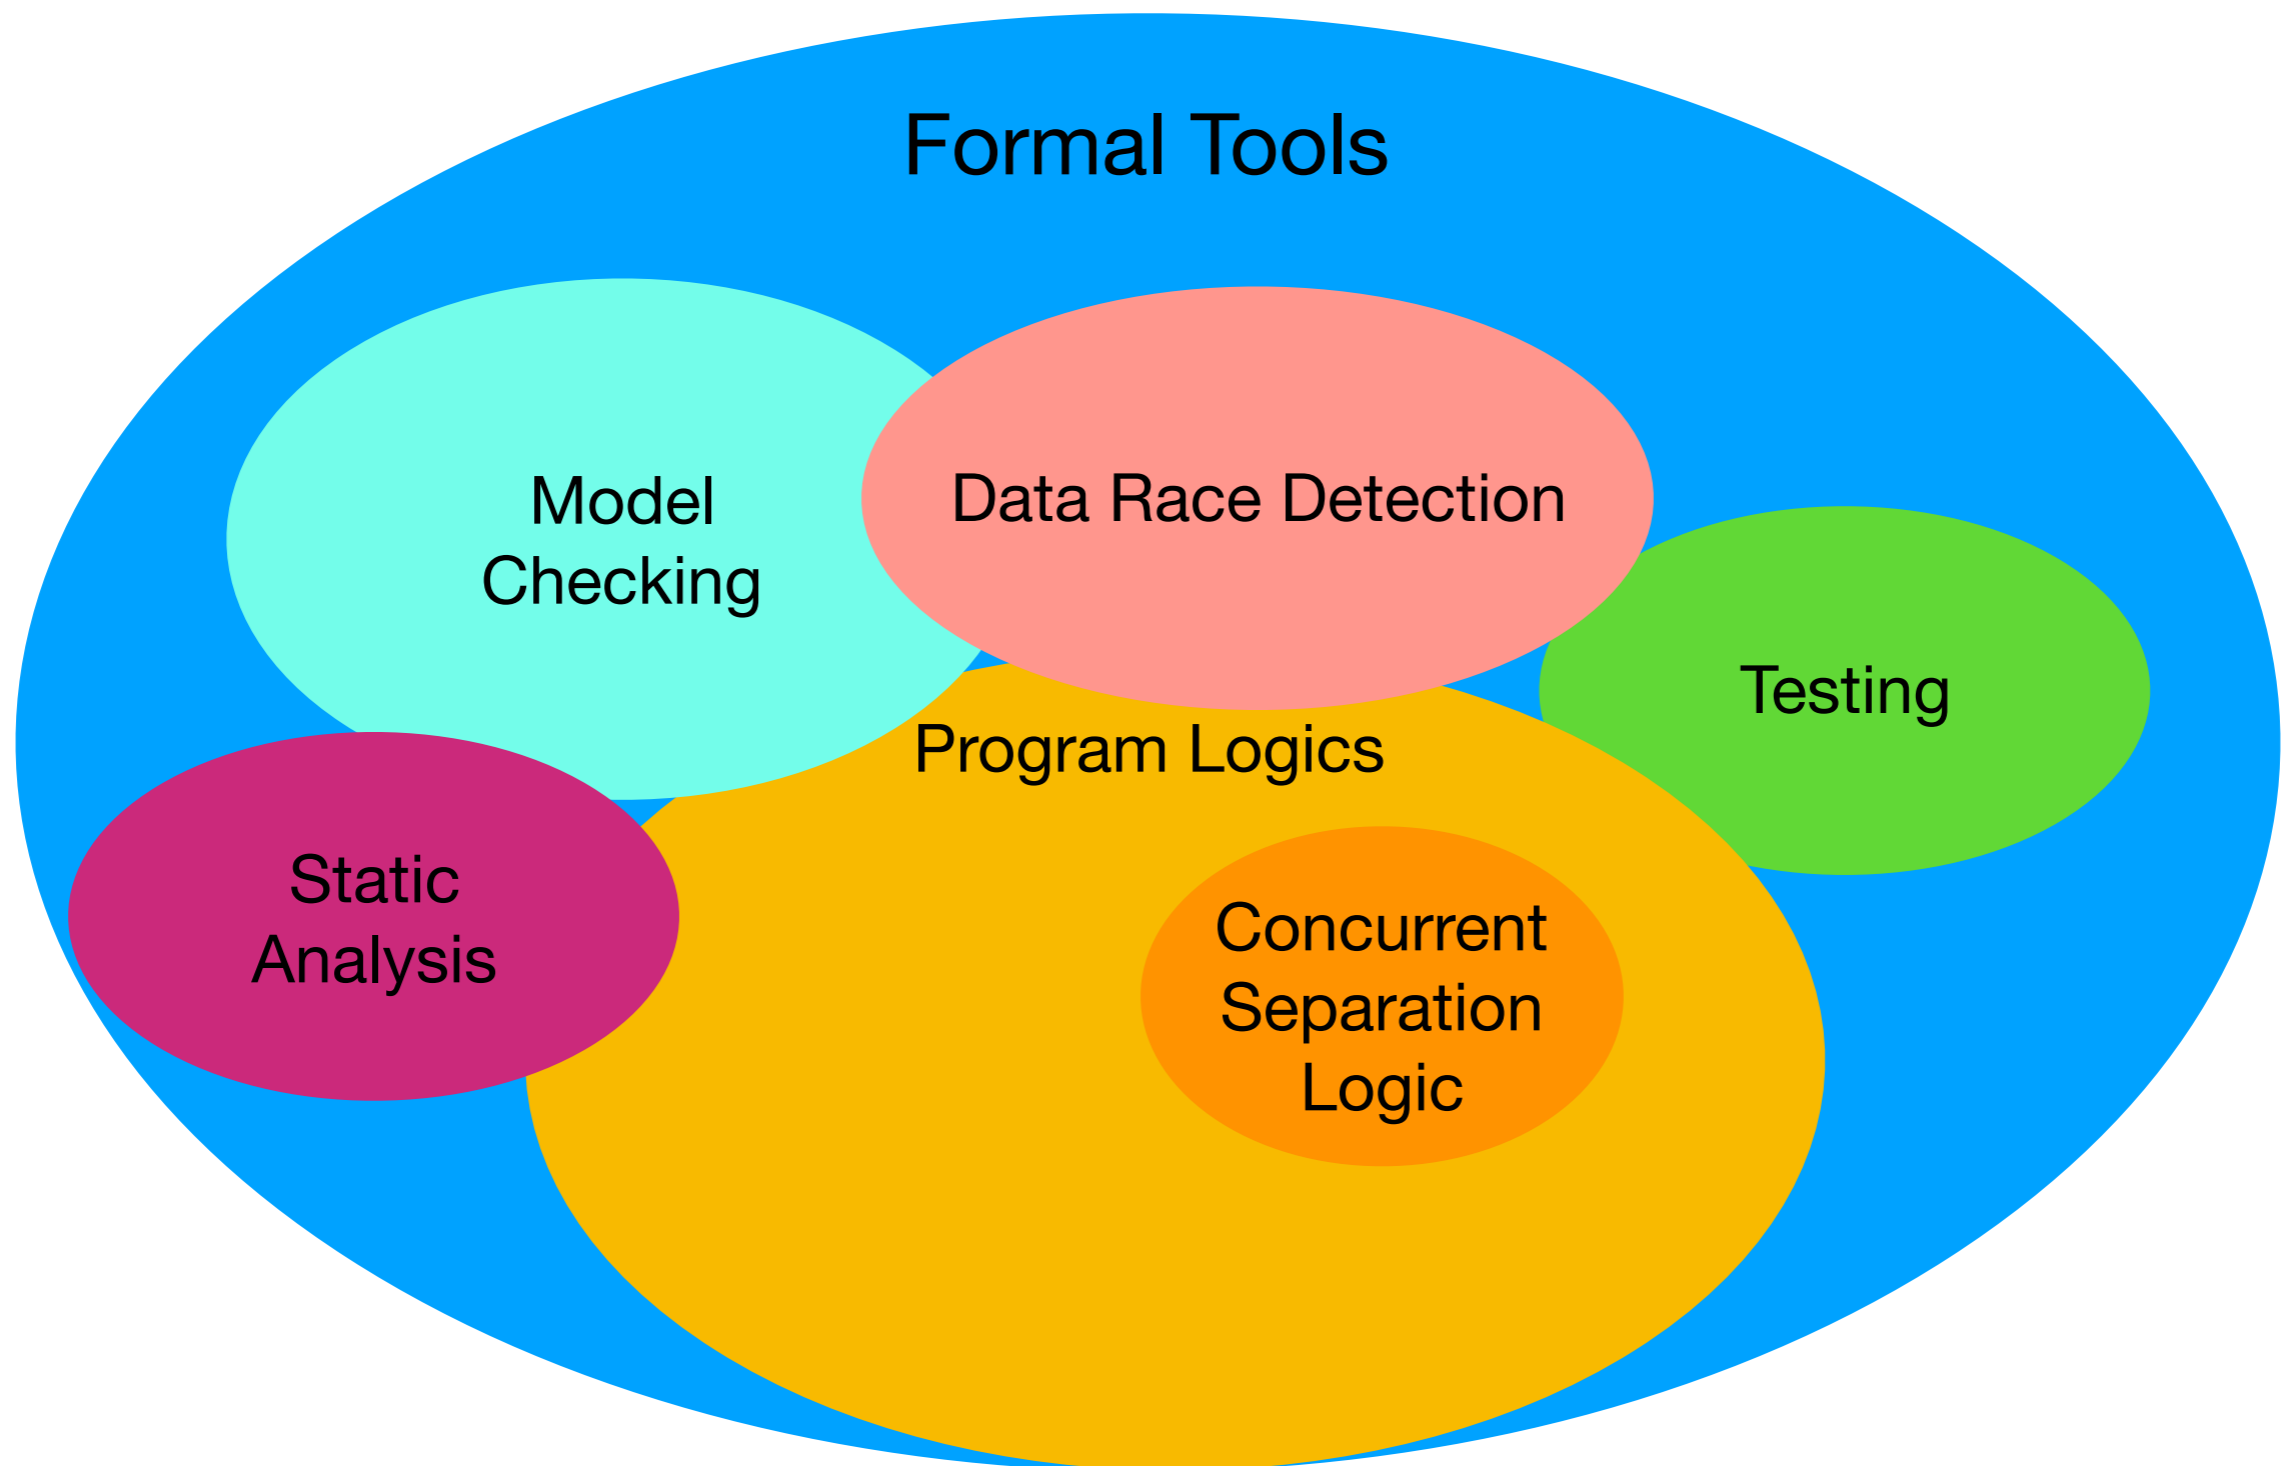 Formal Tools
Model
Checking
Data Race Detection
Testing
Program Logics
Static
Analysis
Concurrent
Separation
Logic